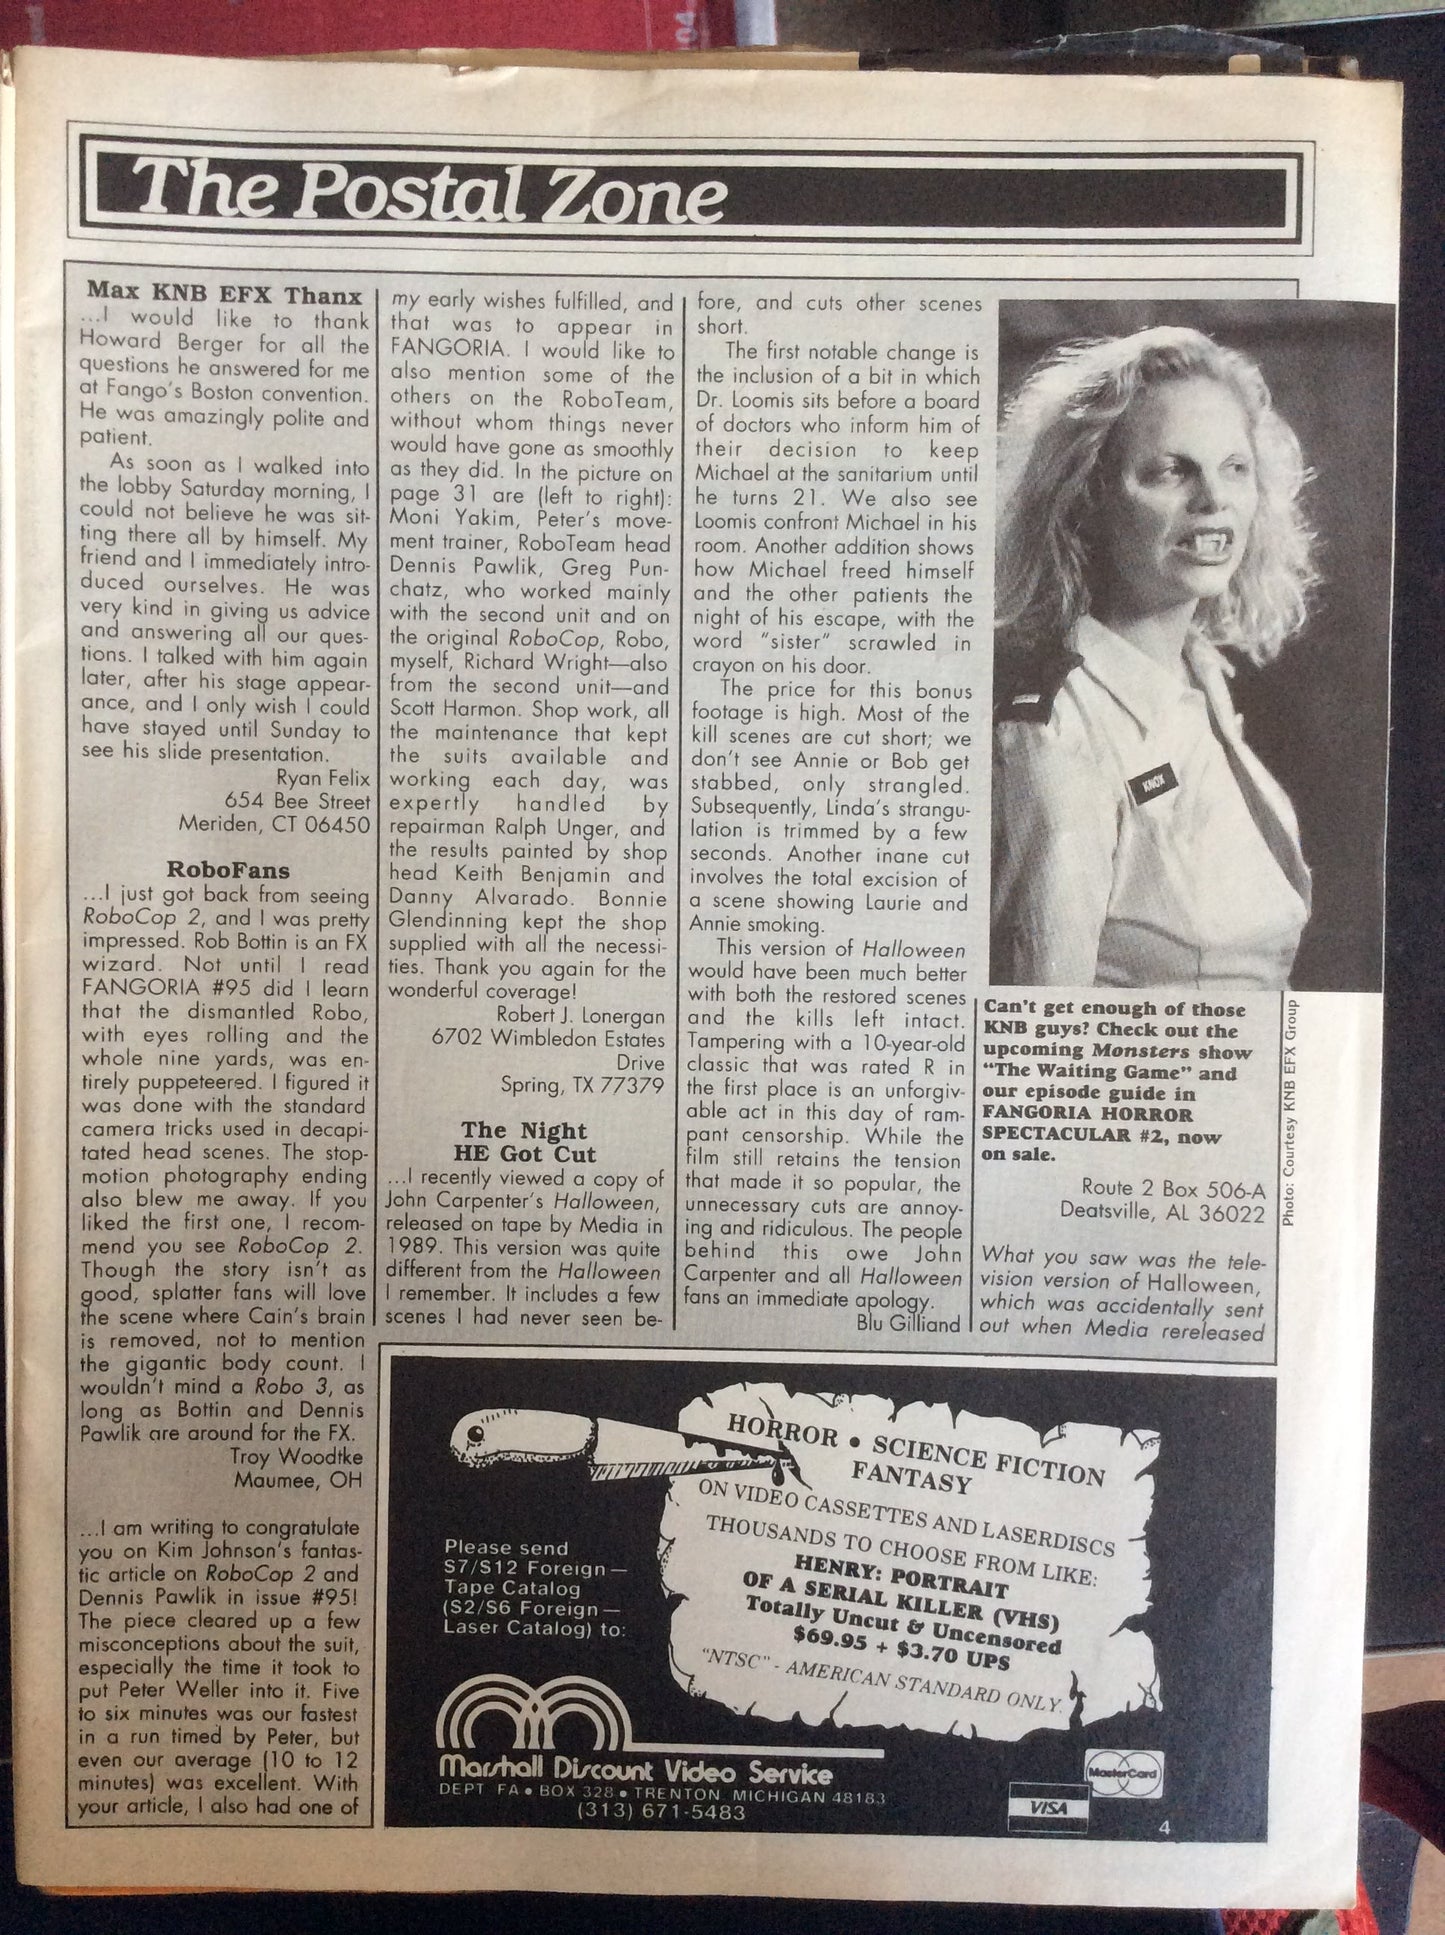 The Postal Zone
Max KNB EFX Thanx
...I would like to thank
Howard Berger for all the
questions he answered for me
at Fango's Boston convention.
He was amazingly polite and
patient.
As soon as I walked into
the lobby Saturday morning, I
could not believe he was sit-
ting there all by himself. My
friend and I immediately intro-
duced ourselves. He was
very kind in giving us advice
and answering all our ques-
tions. I talked with him again
later, after his stage appear-
ance, and I only wish I could
have stayed until Sunday to
see his slide presentation.
Ryan Felix
654 Bee Street
Meriden, CT 06450
RoboFans
...I just got back from seeing
RoboCop 2, and I was pretty
impressed. Rob Bottin is an FX
wizard. Not until I read
FANGORIA #95 did I learn
that the dismantled Robo,
with eyes rolling and the
whole nine yards, was en-
tirely puppeteered. I figured it
was done with the standard
camera tricks used in decapi-
tated head scenes. The stop-
motion photography ending
also blew me away. If you
liked the first one, I recom-
mend you see RoboCop 2.
Though the story isn't as
good, splatter fans will love
the scene where Cain's brain
is removed, not to mention
the gigantic body count. I
wouldn't mind a Robo 3, as
long as Bottin and Dennis
Pawlik are around for the FX.
Troy Woodtke
Maumee, OH
...I am writing to congratulate
you on Kim Johnson's fantas-
tic article on RoboCop 2 and
Dennis Pawlik in issue #95!
The piece cleared up a few
misconceptions about the suit,
especially the time it took to
put Peter Weller into it. Five
to six minutes was our fastest
in a run timed by Peter, but
even our average (10 to 12
minutes) was excellent. With
your article, I also had one of
my early wishes fulfilled, and
that was to appear in
FANGORIA. I would like to
also mention some of the
others on the RoboTeam,
without whom things never
would have gone as smoothly
as they did. In the picture on
page 31 are (left to right):
Moni Yakim, Peter's move-
ment trainer, RoboTeam head
Dennis Pawlik, Greg Pun-
chatz, who worked mainly
with the second unit and on
the original RoboCop, Robo,
myself, Richard Wright—also
from the second unit—and
Scott Harmon. Shop work, all
the maintenance that kept
the suits available and
working each day, was
expertly handled by
repairman Ralph Unger, and
the results painted by shop
head Keith Benjamin and
Danny Alvarado. Bonnie
Glendinning kept the shop
supplied with all the necessi-
ties. Thank you again for the
wonderful coverage!
Robert J. Lonergan
6702 Wimbledon Estates
Drive
Spring, TX 77379
The Night
HE Got Cut
...I recently viewed a copy of
John Carpenter's Halloween,
released on tape by Media in
1989. This version was quite
different from the Halloween
I remember. It includes a few
scenes I had never seen be-
fore, and cuts other scenes
short.
The first notable change is
the inclusion of a bit in which
Dr. Loomis sits before a board
of doctors who inform him of
their decision to keep
Michael at the sanitarium until
he turns 21. We also see
Loomis confront Michael in his
room. Another addition shows
how Michael freed himself
and the other patients the
night of his escape, with the
word "sister" scrawled in
crayon on his door.
The price for this bonus
footage is high. Most of the
kill scenes are cut short; we
don't see Annie or Bob get
stabbed, only strangled.
Subsequently, Linda's strangu-
lation is trimmed by a few
seconds. Another inane cut
involves the total excision of
a scene showing Laurie and
Annie smoking.
This version of Halloween
would have been much better
with both the restored scenes
and the kills left intact.
Tampering with a 10-year-old
classic that was rated R in
the first place is an unforgiv-
able act in this day of ram-
pant censorship. While the
film still retains the tension
that made it so popular, the
unnecessary cuts are annoy-
ing and ridiculous. The people
behind this owe John
Carpenter and all Halloween
fans an immediate apology.
Blu Gilliand
KNOX
Can't get enough of those
KNB guys? Check out the
upcoming Monsters show
"The Waiting Game" and
our episode guide in
FANGORIA HORROR
SPECTACULAR #2, now
on sale.
Photo: Courtesy KNB EFX Group
Route 2 Box 506-A
Deatsville, AL 36022
What you saw was the tele-
vision version of Halloween,
which was accidentally sent
out when Media rereleased
HORROR • SCIENCE FICTION
FANTASY
ON VIDEO CASSETTES AND LASERDISCS
THOUSANDS TO CHOOSE FROM LIKE:
HENRY: PORTRAIT
OF A SERIAL KILLER (VHS)
Totally Uncut & Uncensored
$69.95 + $3.70 UPS
"NTSC" - AMERICAN STANDARD ONLY.
Please send
S7/S12 Foreign—
Tape Catalog
(S2/S6 Foreign—
Laser Catalog) to:
Marshall Discount Video Service
DEPT FA • BOX 328 • TRENTON MICHIGAN 48183
(313) 671-5483
VISA
MasterCard
4